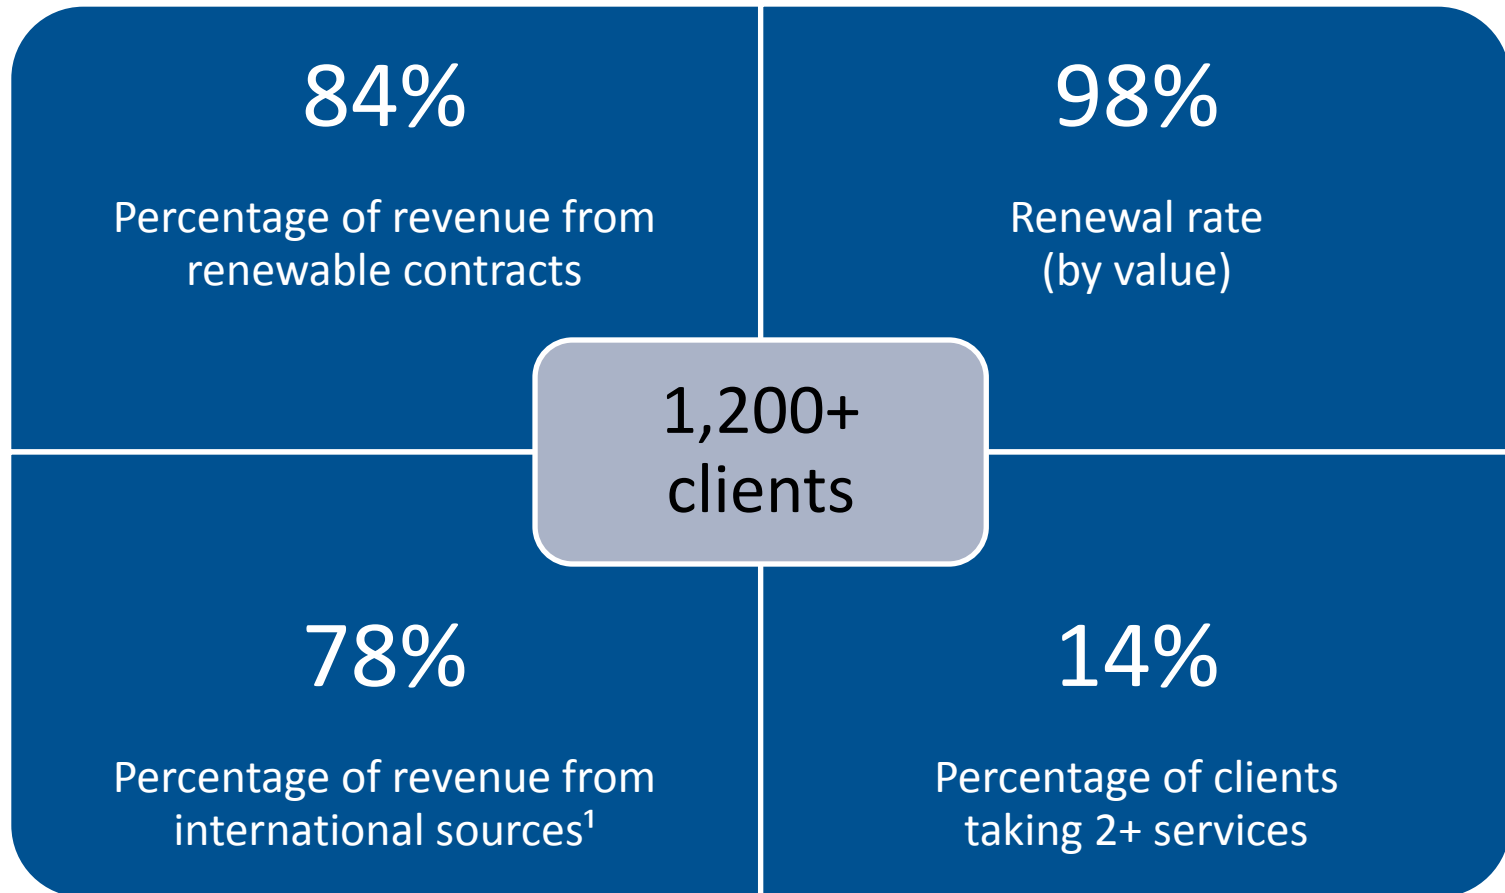 84%
Percentage of revenue from
renewable contracts
98%
Renewal rate
(by value)
1,200+
clients
78%
Percentage of revenue from
international sources¹
14%
Percentage of clients
taking 2+ services